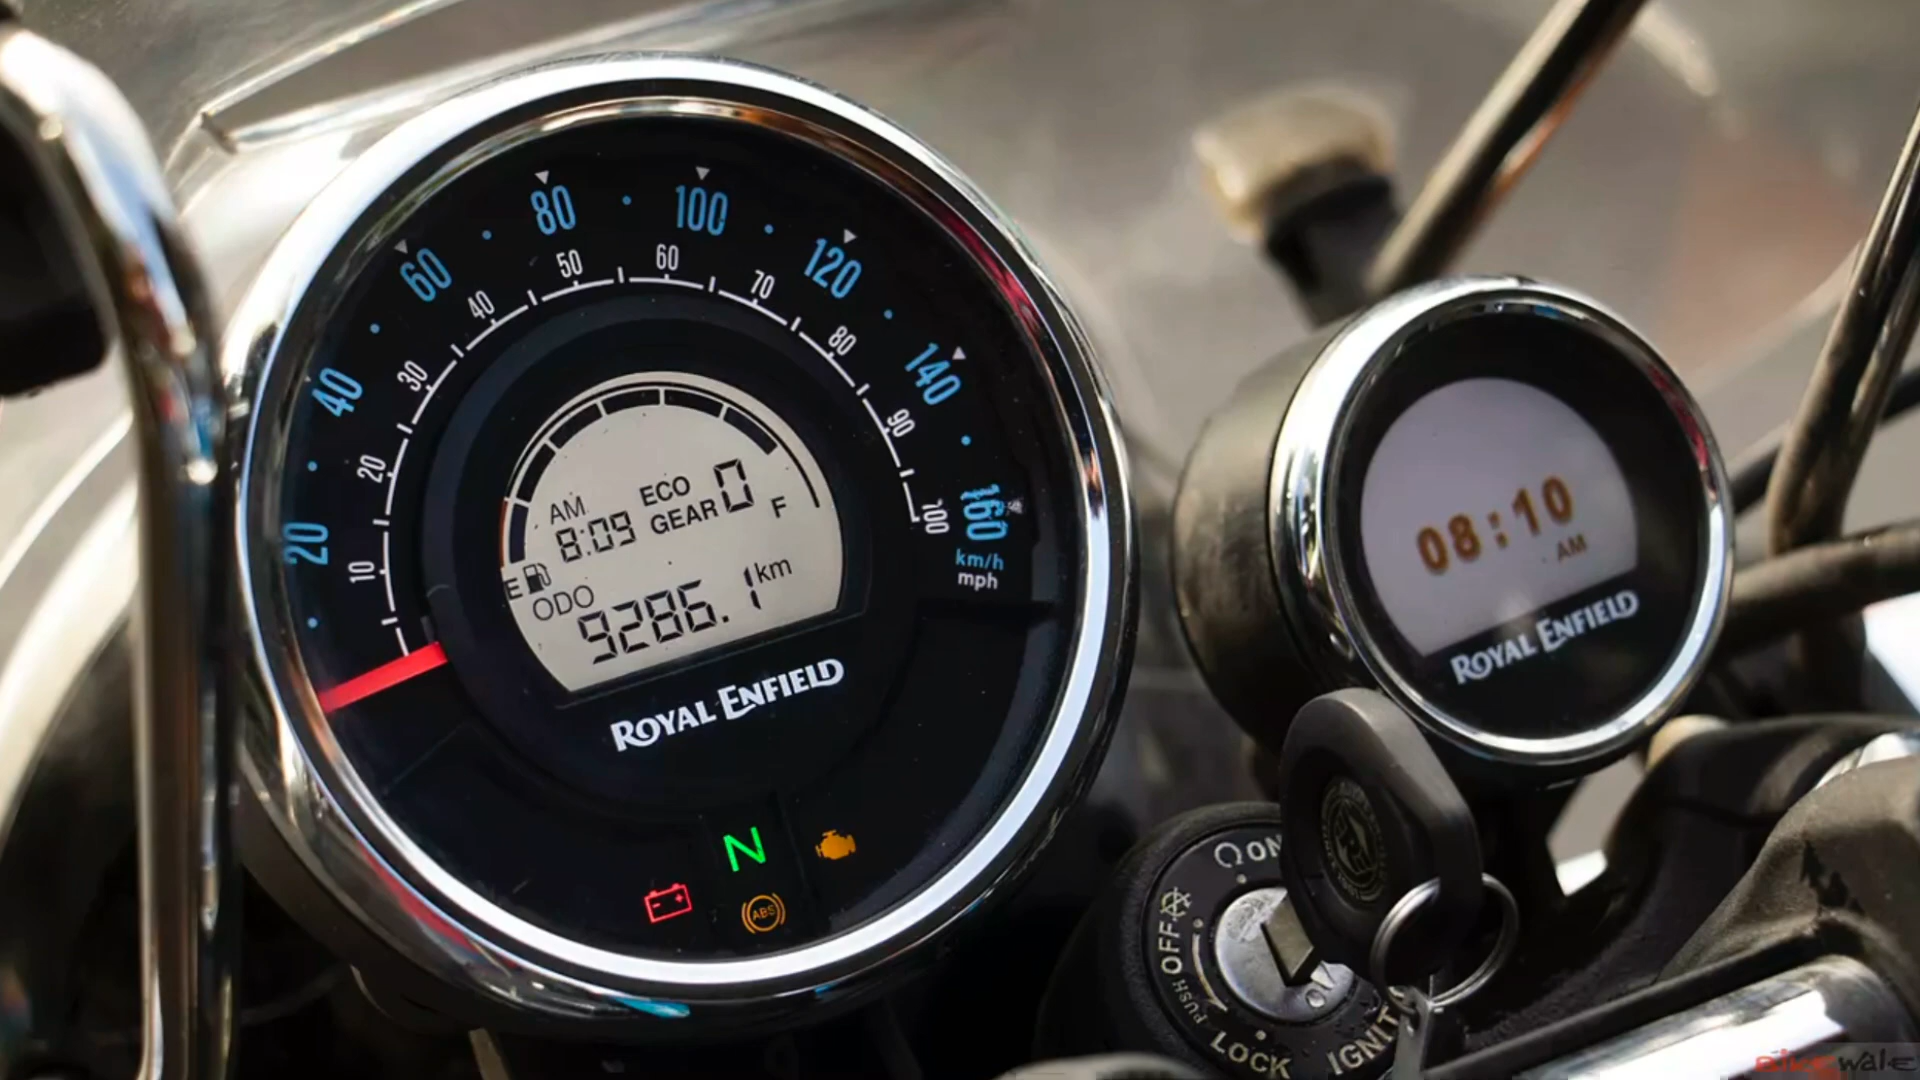 20
40
60
80
100
120
140
160
km/h
mph
10
20
30
40
50
60
70
80
90
100
AM
8:09
ECO
GEAR 0
E
F
ODO
9286.1 km
ROYAL ENFIELD
N
ABS
08:10
AM
ROYAL ENFIELD
ON
OFF
PUSH
LOCK
bikewale